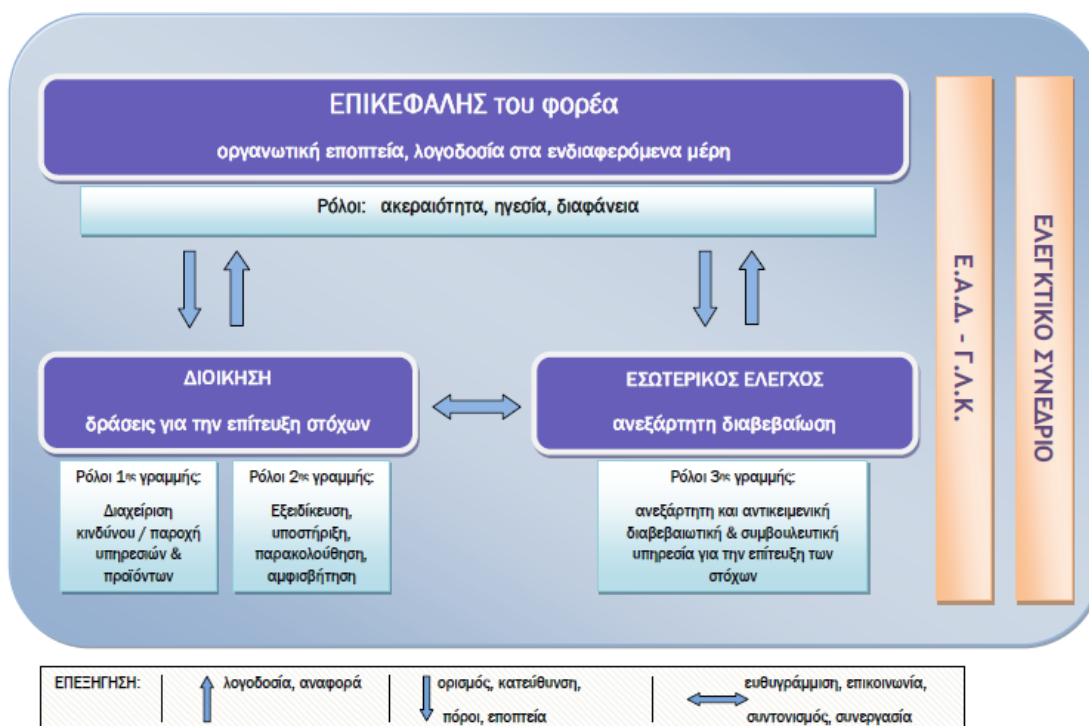 ΕΠΙΚΕΦΑΛΗΣ του φορέα
οργανωτική εποπτεία, λογοδοσία στα ενδιαφερόμενα μέρη
Ρόλοι: ακεραιότητα, ηγεσία, διαφάνεια
ΔΙΟΙΚΗΣΗ
δράσεις για την επίτευξη στόχων
Ρόλοι 1ης γραμμής:
Διαχείριση
κινδύνου / παροχή
υπηρεσιών &
προϊόντων
Ρόλοι 2ης γραμμής:
Εξειδίκευση,
υποστήριξη,
παρακολούθηση,
αμφισβήτηση
ΕΣΩΤΕΡΙΚΟΣ ΕΛΕΓΧΟΣ
ανεξάρτητη διαβεβαίωση
Ρόλοι 3ης γραμμής:
ανεξάρτητη και αντικειμενική
διαβεβαιωτική & συμβουλευτική
υπηρεσία για την επίτευξη των
στόχων
Ε.Α.Δ. - Γ.Λ.Κ.
ΕΛΕΓΚΤΙΚΟ ΣΥΝΕΔΡΙΟ
ΕΠΕΞΗΓΗΣΗ:
λογοδοσία, αναφορά
ορισμός, κατεύθυνση,
πόροι, εποπτεία
ευθυγράμμιση, επικοινωνία,
συντονισμός, συνεργασία